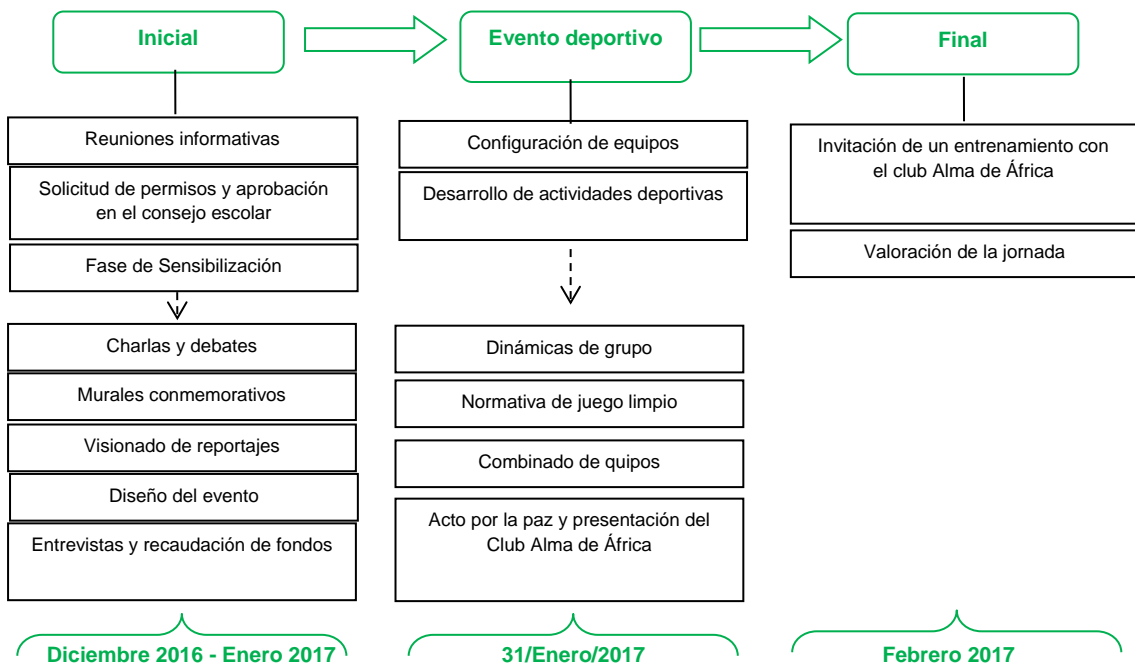 Inicial
Evento deportivo
Final
Reuniones informativas
Solicitud de permisos y aprobación
en el consejo escolar
Fase de Sensibilización
Charlas y debates
Murales conmemorativos
Visionado de reportajes
Diseño del evento
Entrevistas y recaudación de fondos
Diciembre 2016 - Enero 2017
Configuración de equipos
Desarrollo de actividades deportivas
Dinámicas de grupo
Normativa de juego limpio
Combinado de quipos
Acto por la paz y presentación del
Club Alma de África
31/Enero/2017
Invitación de un entrenamiento con
el club Alma de África
Valoración de la jornada
Febrero 2017